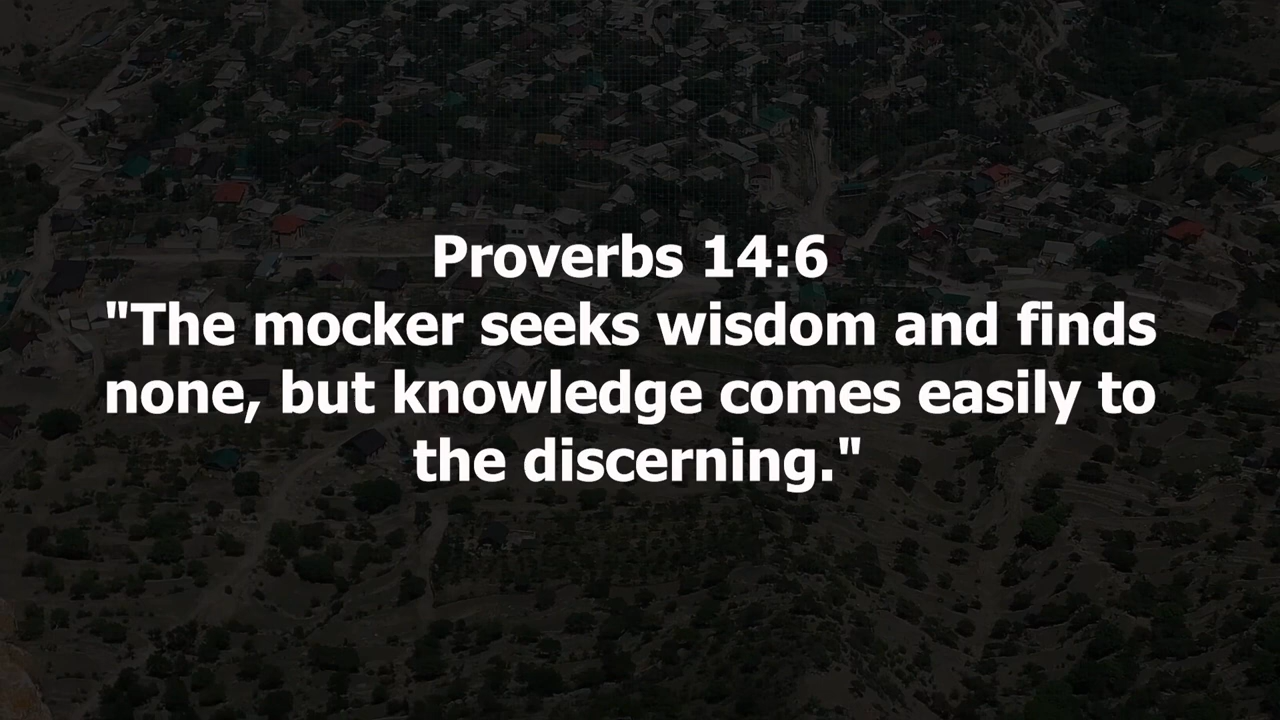 Proverbs 14:6
"The mocker seeks wisdom and finds
none, but knowledge comes easily to
the discerning."